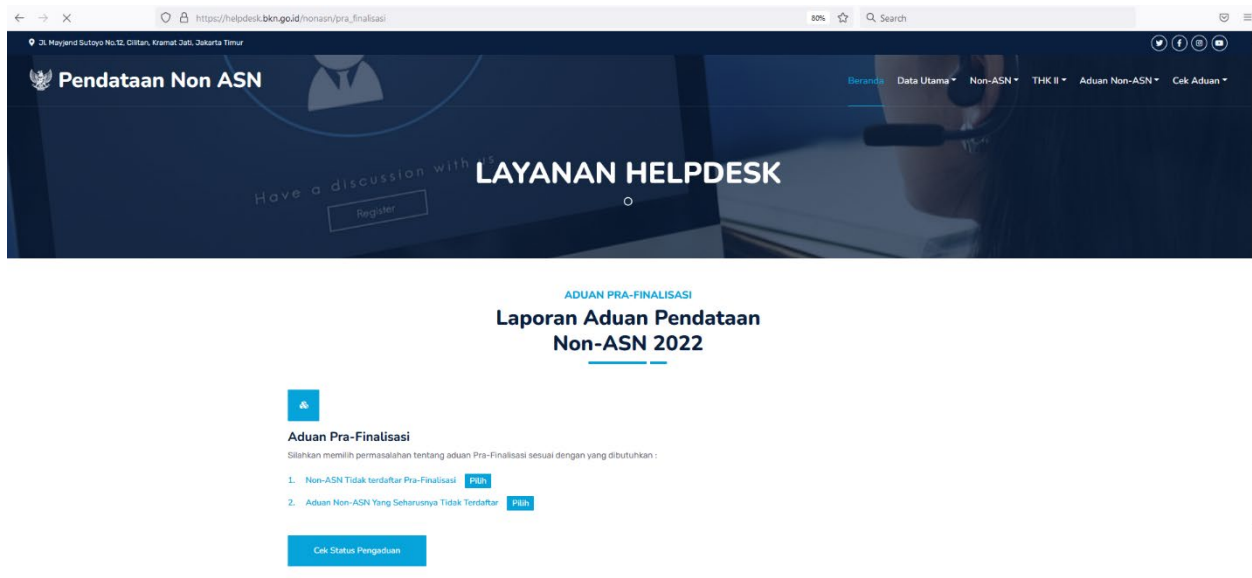 https://helpdesk.bkn.go.id/nonasn/pra_finalisasi
80%
Search
Jl. Mayjend Sutoyo No.12, Cililitan, Kramat Jati, Jakarta Timur
Pendataan Non ASN
Beranda Data Utama Non-ASN THK II Aduan Non-ASN Cek Aduan
Have a discussion with us
Register
LAYANAN HELPDESK
ADUAN PRA-FINALISASI
Laporan Aduan Pendataan
Non-ASN 2022
Aduan Pra-Finalisasi
Silahkan memilih permasalahan tentang aduan Pra-Finalisasi sesuai dengan yang dibutuhkan :
1. Non-ASN Tidak terdaftar Pra-Finalisasi Pilih
2. Aduan Non-ASN Yang Seharusnya Tidak Terdaftar Pilih
Cek Status Pengaduan